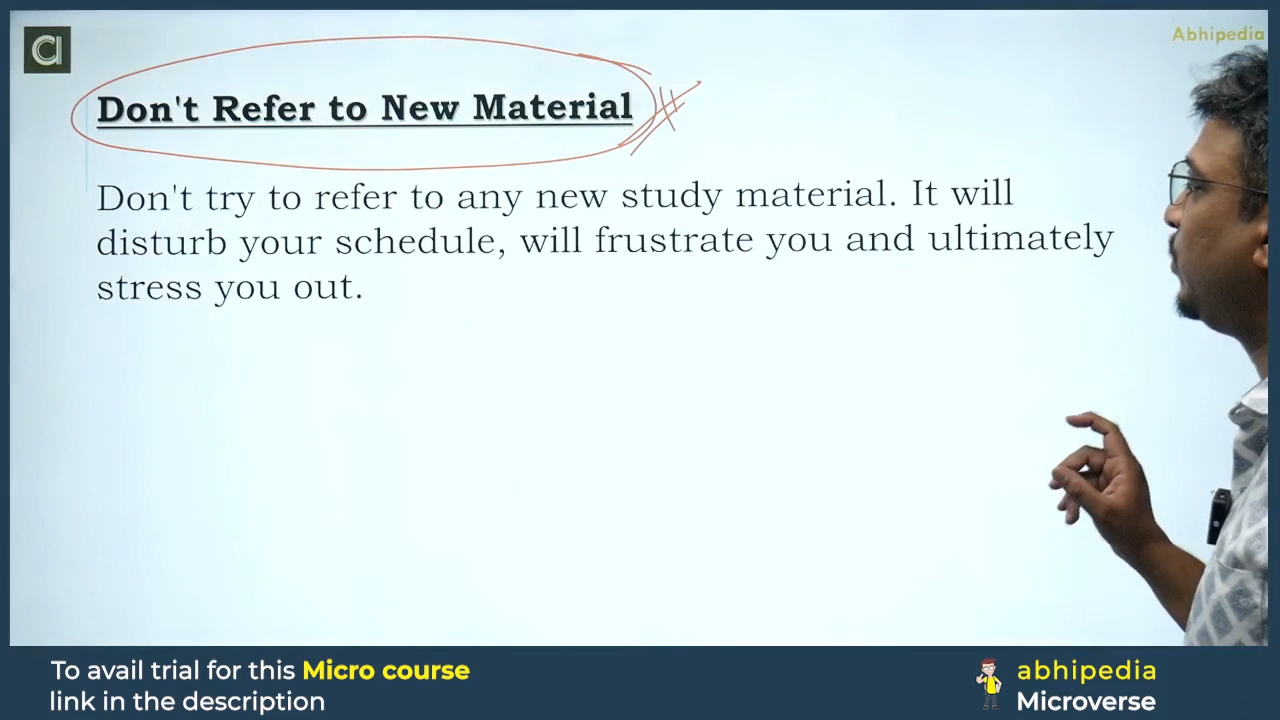 Abhipedia
Don't Refer to New Material
Don't try to refer to any new study material. It will
disturb your schedule, will frustrate you and ultimately
stress you out.
To avail trial for this Micro course
link in the description
abhipedia
Microverse